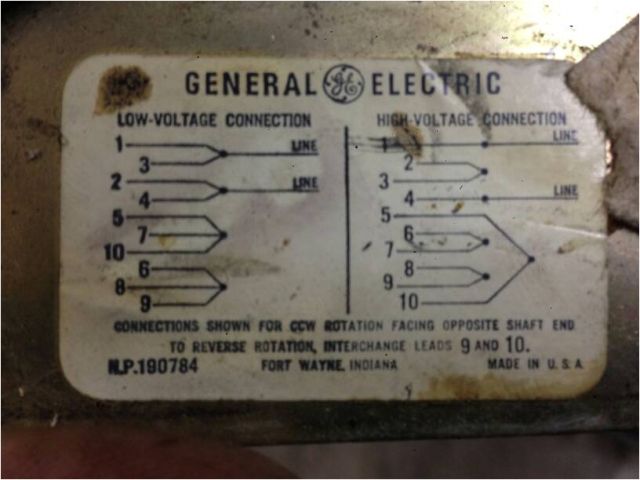 GENERAL GE ELECTRIC
LOW-VOLTAGE CONNECTION
1
3
LINE
2
4
LINE
5
7
10
6
8
9
HIGH-VOLTAGE CONNECTION
1
LINE
2
3
4
LINE
5
6
7
8
9
10
CONNECTIONS SHOWN FOR CCW ROTATION FACING OPPOSITE SHAFT END
TO REVERSE ROTATION, INTERCHANGE LEADS 9 AND 10.
N.P.190784 FORT WAYNE, INDIANA MADE IN U.S.A.